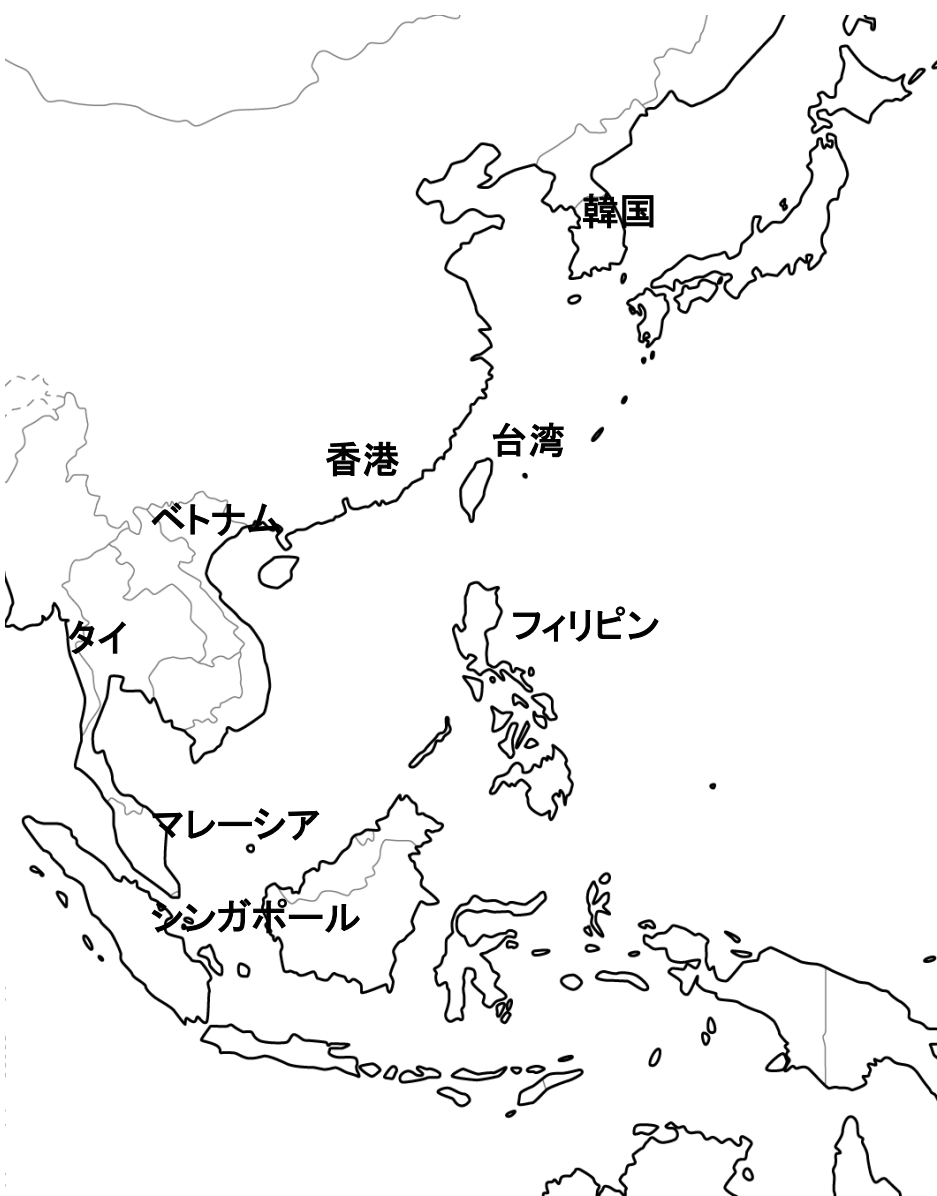 韓国
台湾
香港
ベトナム
フィリピン
タイ
マレーシア
シンガポール